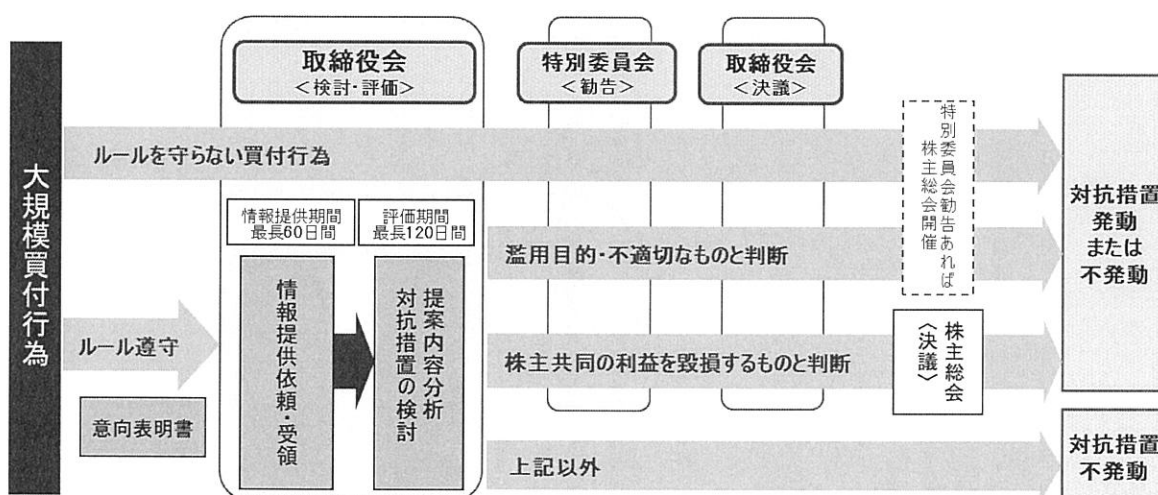 取締役会
＜検討・評価＞
特別委員会
＜勧告＞
取締役会
＜決議＞
大規模買付行為
ルールを守らない買付行為
特別委員会勧告あれば
株主総会開催
対抗措置
発動
または
不発動
情報提供期間
最長60日間
評価期間
最長120日間
濫用目的・不適切なものと判断
ルール遵守
情報提供依頼・受領
提案内容分析
対抗措置の検討
株主共同の利益を毀損するものと判断
株主総会
〈決議〉
意向表明書
上記以外
対抗措置
不発動